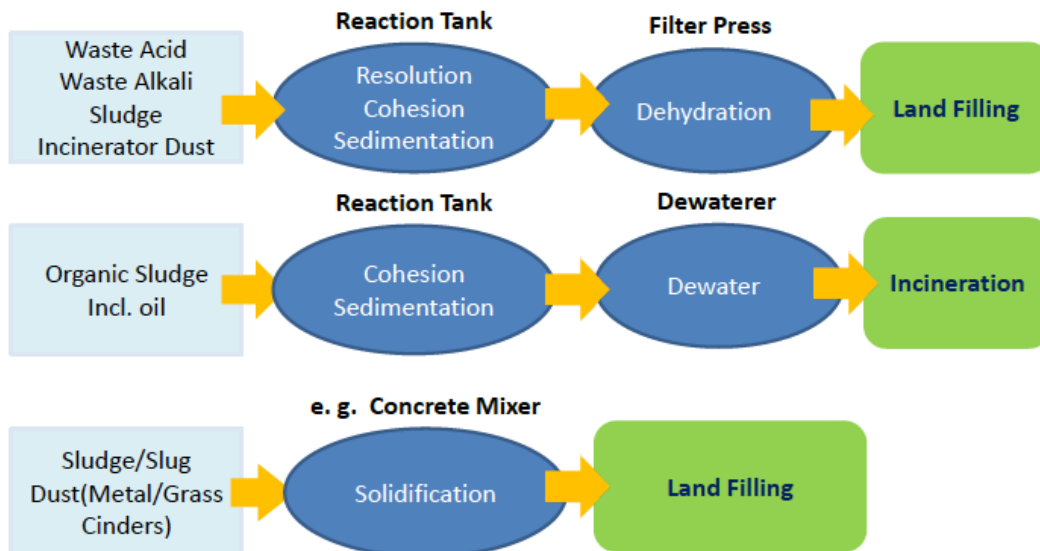 Reaction Tank
Filter Press
Waste Acid
Waste Alkali
Sludge
Incinerator Dust
Resolution
Cohesion
Sedimentation
Dehydration
Land Filling
Reaction Tank
Dewaterer
Organic Sludge
Incl. oil
Cohesion
Sedimentation
Dewater
Incineration
e. g. Concrete Mixer
Sludge/Slug
Dust(Metal/Grass
Cinders)
Solidification
Land Filling